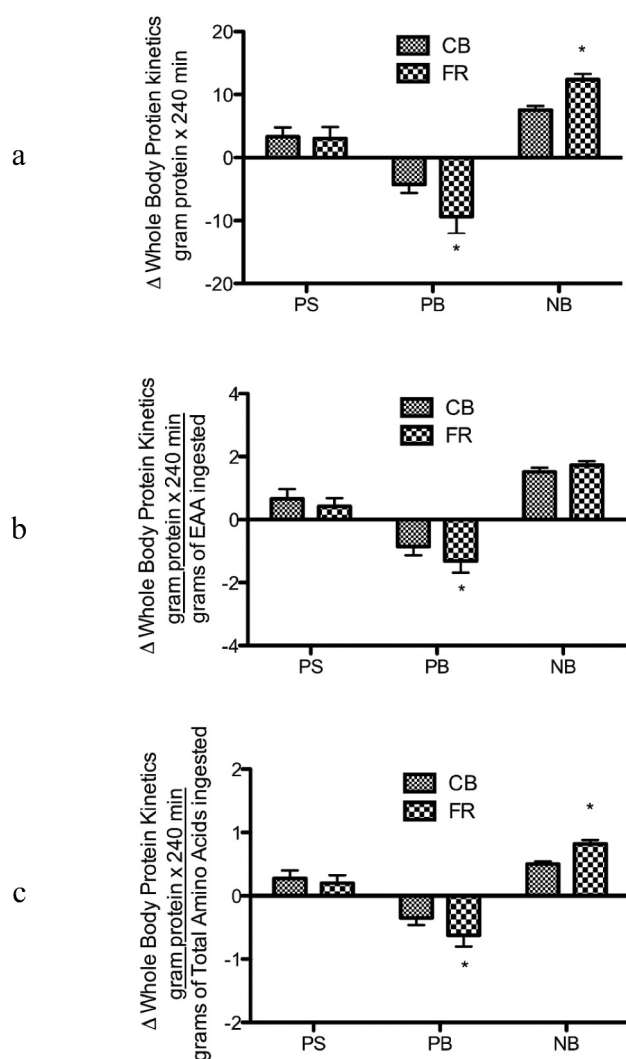 a
Δ Whole Body Protien kinetics
gram protein x 240 min
20
10
0
-10
-20
CB
FR
*
*
PS PB NB
b
Δ Whole Body Protein Kinetics
gram protein x 240 min
grams of EAA ingested
4
2
0
-2
-4
CB
FR
*
PS PB NB
c
Δ Whole Body Protein Kinetics
gram protein x 240 min
grams of Total Amino Acids ingested
2
1
0
-1
-2
CB
FR
*
*
PS PB NB